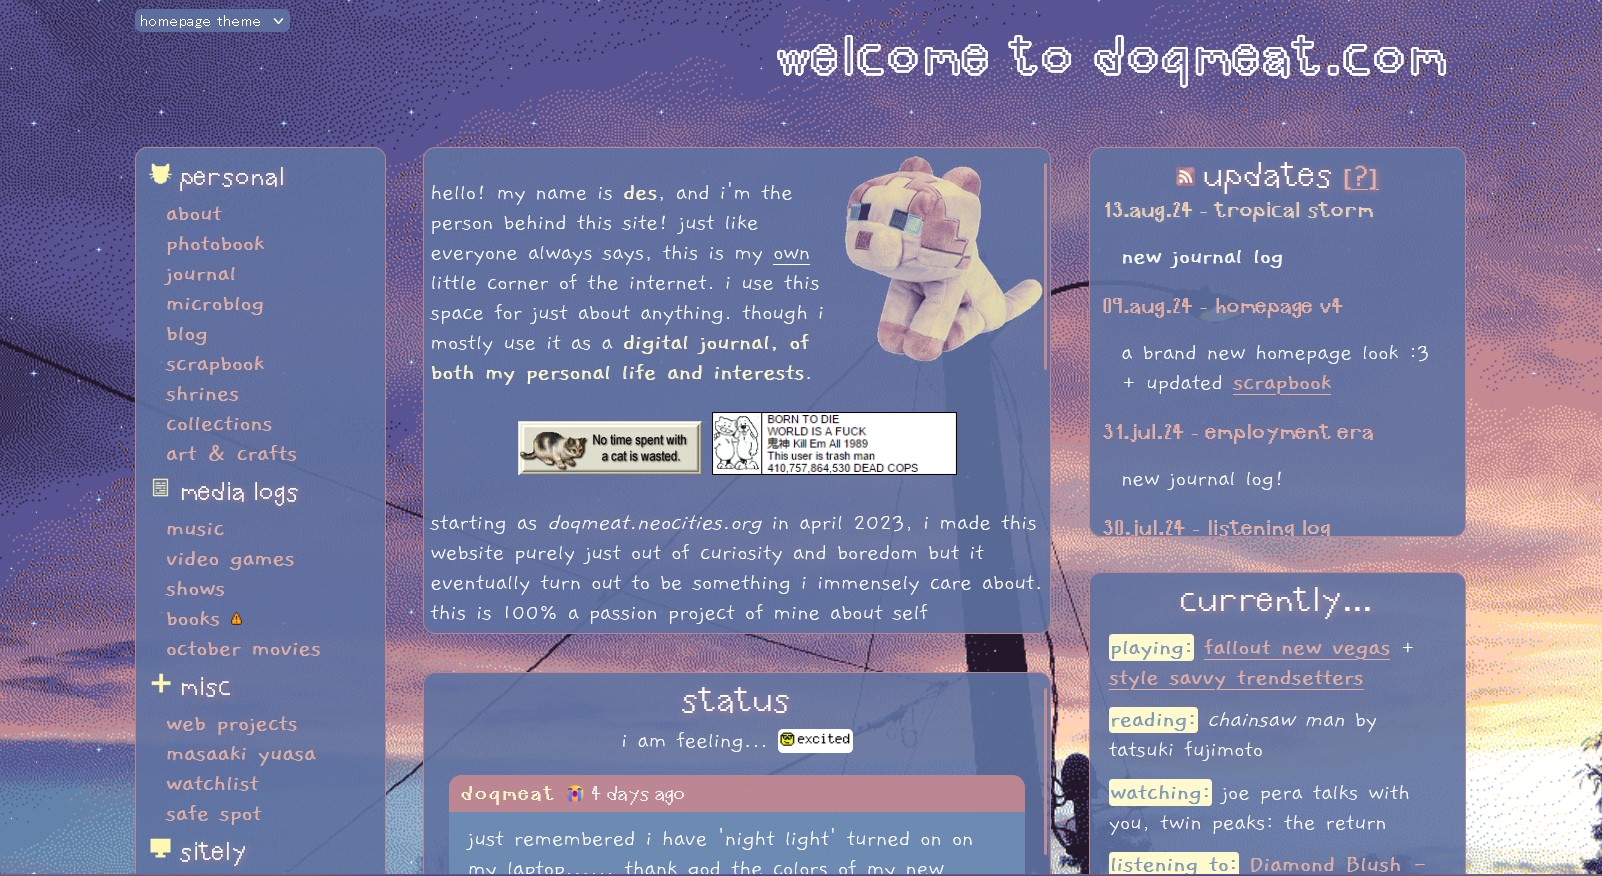 homepage theme
welcome to doqmeat.com
personal
about
photobook
journal
microblog
blog
scrapbook
shrines
collections
art & crafts
media logs
music
video games
shows
books
october movies
misc
web projects
masaaki yuasa
watchlist
safe spot
sitely
hello! my name is des, and i'm the
person behind this site! just like
everyone always says, this is my own
little corner of the internet. i use this
space for just about anything. though i
mostly use it as a digital journal, of
both my personal life and interests.
No time spent with
a cat is wasted.
BORN TO DIE
WORLD IS A FUCK
鬼神 Kill Em All 1989
This user is trash man
410,757,864,530 DEAD COPS
starting as doqmeat.neocities.org in april 2023, i made this
website purely just out of curiosity and boredom but it
eventually turn out to be something i immensely care about.
this is 100% a passion project of mine about self
status
i am feeling... excited
doqmeat 4 days ago
just remembered i have 'night light' turned on on
my laptop...... thank god the colors of my new
updates [?]
13.aug.24 - tropical storm
new journal log
09.aug.24 - homepage v4
a brand new homepage look :3
+ updated scrapbook
31.jul.24 - employment era
new journal log!
30.jul.24 - listening log
currently...
playing: fallout new vegas +
style savvy trendsetters
reading: chainsaw man by
tatsuki fujimoto
watching: joe pera talks with
you, twin peaks: the return
listening to: Diamond Blush -